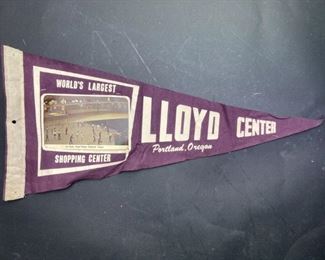 WORLD'S LARGEST
SHOPPING CENTER
LLOYD CENTER
Portland, Oregon